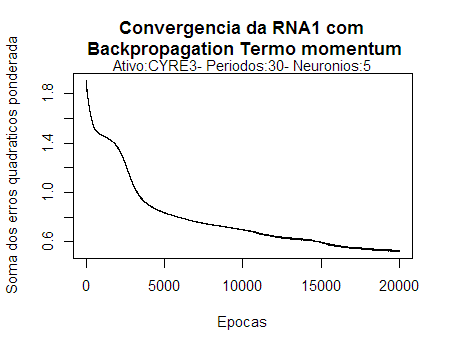 Convergencia da RNA1 com
Backpropagation Termo momentum
Ativo:CYRE3- Periodos:30- Neuronios:5
Soma dos erros quadraticos ponderada
1.8
1.4
1.0
0.6
0 5000 10000 15000 20000
Epocas